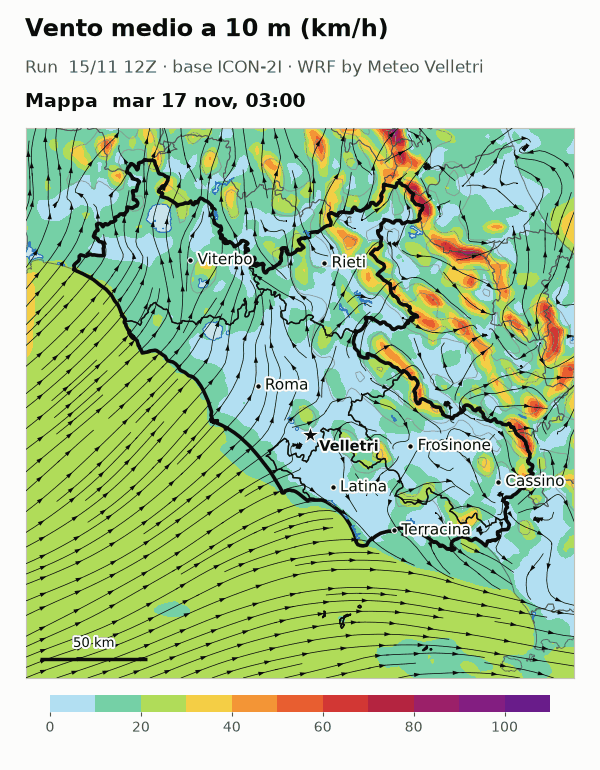 Vento medio a 10 m (km/h)
Run 15/11 12Z · base ICON-2I · WRF by Meteo Velletri
Mappa mar 17 nov, 03:00
Viterbo
Rieti
Roma
Velletri
Frosinone
Latina
Cassino
Terracina
50 km
0 20 40 60 80 100